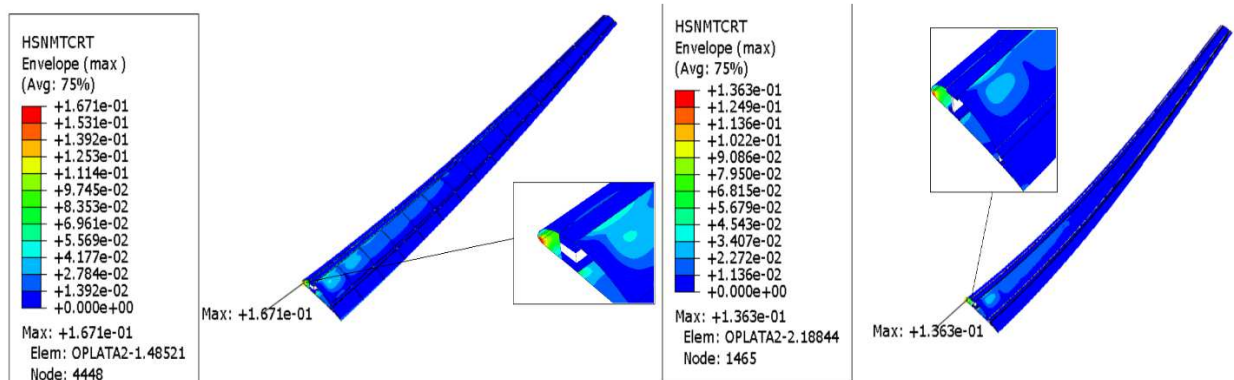 HSNMTCRT
Envelope (max )
(Avg: 75%)
+1.671e-01
+1.531e-01
+1.392e-01
+1.253e-01
+1.114e-01
+9.745e-02
+8.353e-02
+6.961e-02
+5.569e-02
+4.177e-02
+2.784e-02
+1.392e-02
+0.000e+00
Max: +1.671e-01
Elem: OPLATA2-1.48521
Node: 4448
Max: +1.671e-01
HSNMTCRT
Envelope (max)
(Avg: 75%)
+1.363e-01
+1.249e-01
+1.136e-01
+1.022e-01
+9.086e-02
+7.950e-02
+6.815e-02
+5.679e-02
+4.543e-02
+3.407e-02
+2.272e-02
+1.136e-02
+0.000e+00
Max: +1.363e-01
Elem: OPLATA2-2.18844
Node: 1465
Max: +1.363e-01